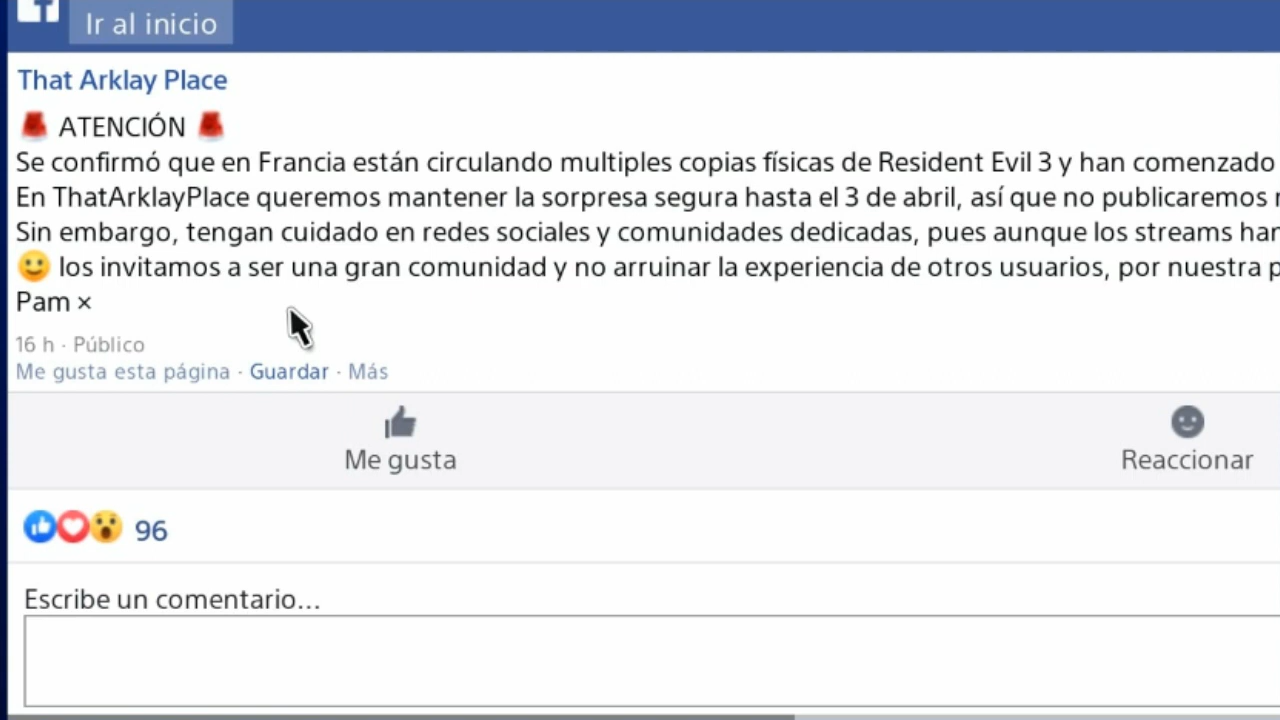 Ir al inicio
That Arklay Place
ATENCIÓN
Se confirmó que en Francia están circulando multiples copias físicas de Resident Evil 3 y han comenzado
En ThatArklayPlace queremos mantener la sorpresa segura hasta el 3 de abril, así que no publicaremos
Sin embargo, tengan cuidado en redes sociales y comunidades dedicadas, pues aunque los streams
los invitamos a ser una gran comunidad y no arruinar la experiencia de otros usuarios, por nuestra
Pam ×
16 h · Público
Me gusta esta página · Guardar · Más
Me gusta
Reaccionar
96
Escribe un comentario...